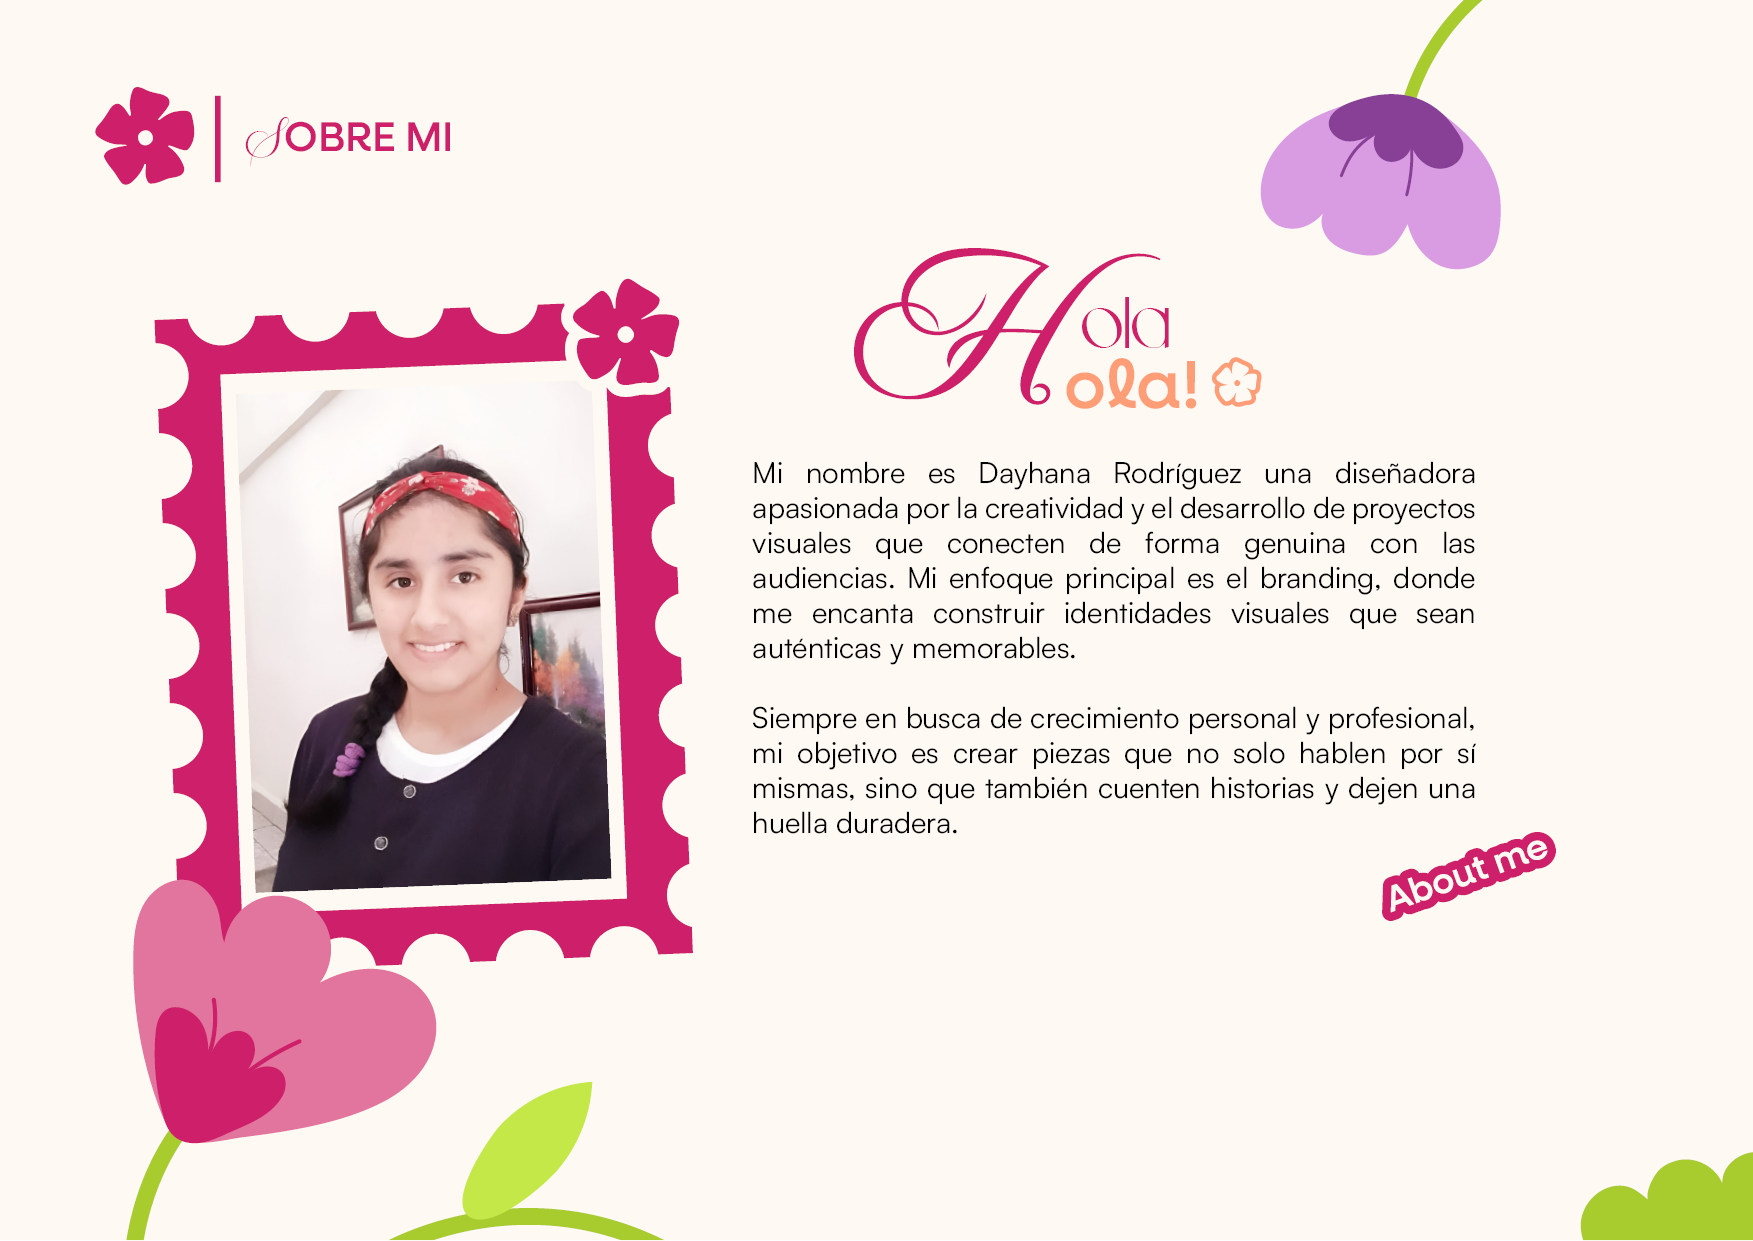 SOBRE MI
Hola
ola!
Mi nombre es Dayhana Rodríguez una diseñadora
apasionada por la creatividad y el desarrollo de proyectos
visuales que conecten de forma genuina con las
audiencias. Mi enfoque principal es el branding, donde
me encanta construir identidades visuales que sean
auténticas y memorables.
Siempre en busca de crecimiento personal y profesional,
mi objetivo es crear piezas que no solo hablen por sí
mismas, sino que también cuenten historias y dejen una
huella duradera.
About me